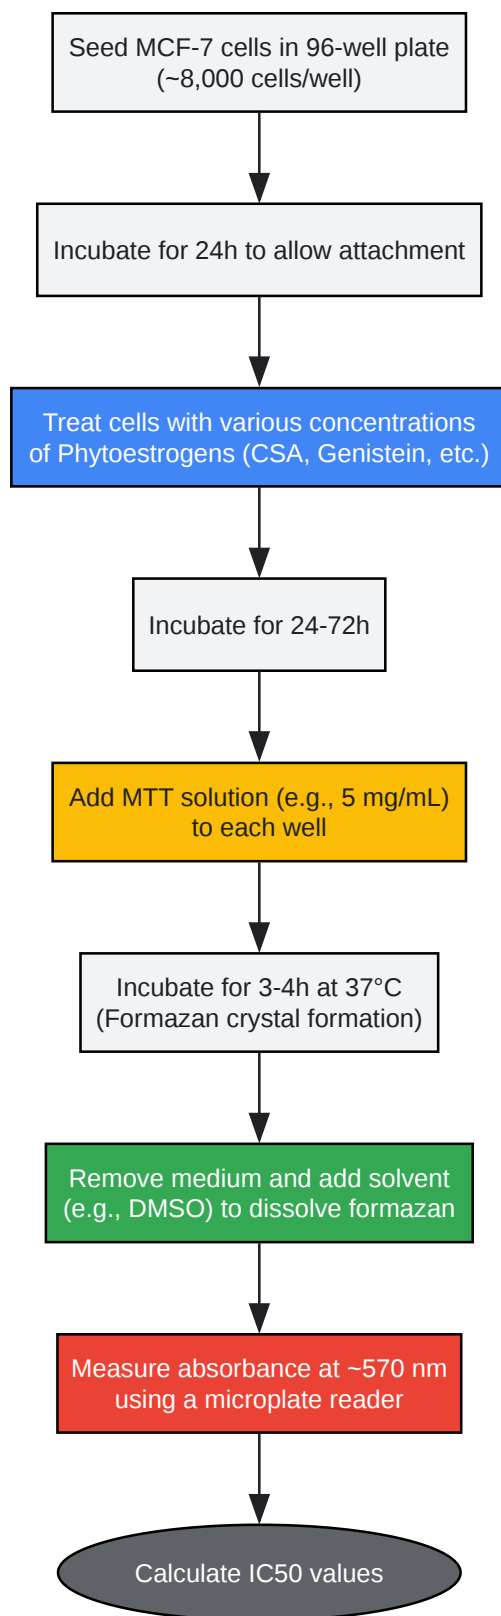 Seed MCF-7 cells in 96-well plate
(~8,000 cells/well)
Incubate for 24h to allow attachment
Treat cells with various concentrations
of Phytoestrogens (CSA, Genistein, etc.)
Incubate for 24-72h
Add MTT solution (e.g., 5 mg/mL)
to each well
Incubate for 3-4h at 37°C
(Formazan crystal formation)
Remove medium and add solvent
(e.g., DMSO) to dissolve formazan
Measure absorbance at ~570 nm
using a microplate reader
Calculate IC50 values